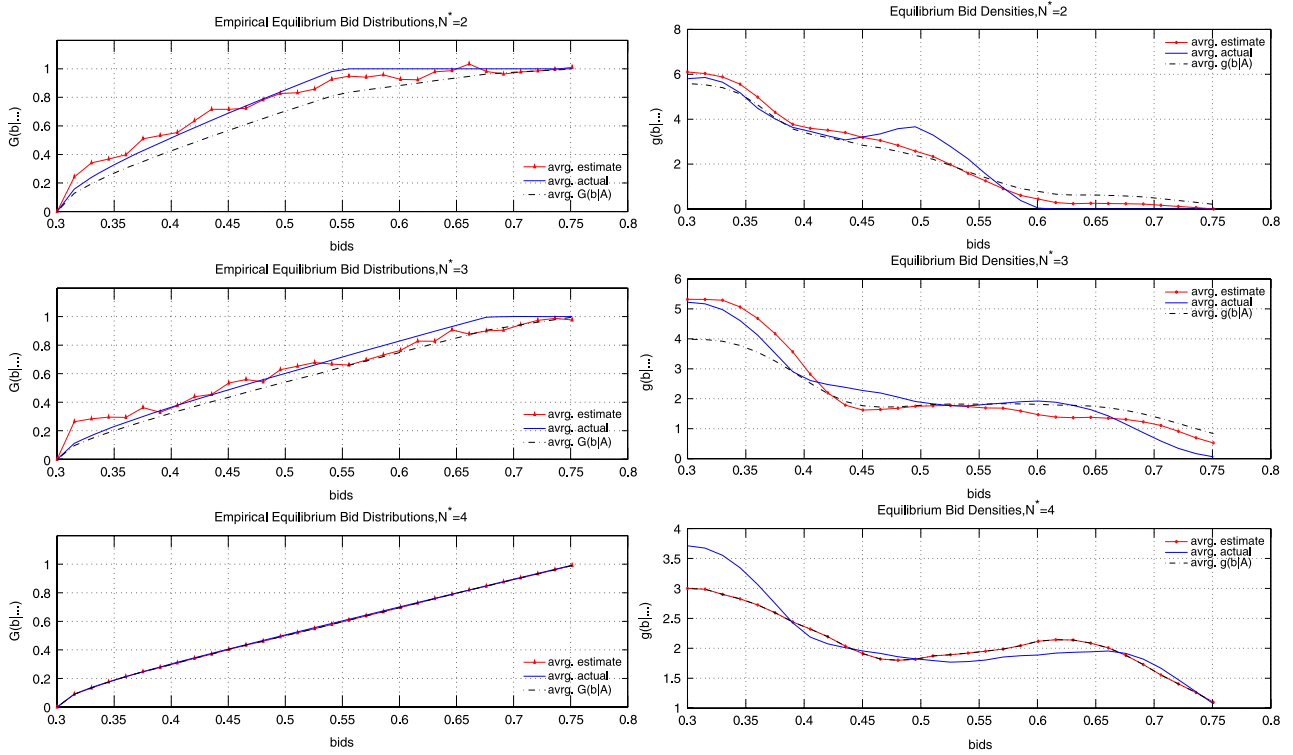 Empirical Equilibrium Bid Distributions,N*=2
G(b|...)
1
0.8
0.6
0.4
0.2
0
0.3 0.35 0.4 0.45 0.5 0.55 0.6 0.65 0.7 0.75 0.8
bids
avrg. estimate
avrg. actual
avrg. G(b|A)
Equilibrium Bid Densities,N*=2
g(b|...)
8
6
4
2
0
0.3 0.35 0.4 0.45 0.5 0.55 0.6 0.65 0.7 0.75 0.8
bids
avrg. estimate
avrg. actual
avrg. g(b|A)
Empirical Equilibrium Bid Distributions,N*=3
G(b|...)
1
0.8
0.6
0.4
0.2
0
0.3 0.35 0.4 0.45 0.5 0.55 0.6 0.65 0.7 0.75 0.8
bids
avrg. estimate
avrg. actual
avrg. G(b|A)
Equilibrium Bid Densities,N*=3
g(b|...)
6
5
4
3
2
1
0
0.3 0.35 0.4 0.45 0.5 0.55 0.6 0.65 0.7 0.75 0.8
bids
avrg. estimate
avrg. actual
avrg. g(b|A)
Empirical Equilibrium Bid Distributions,N*=4
G(b|...)
1
0.8
0.6
0.4
0.2
0
0.3 0.35 0.4 0.45 0.5 0.55 0.6 0.65 0.7 0.75 0.8
bids
avrg. estimate
avrg. actual
avrg. G(b|A)
Equilibrium Bid Densities,N*=4
g(b|...)
4
3.5
3
2.5
2
1.5
1
0.3 0.35 0.4 0.45 0.5 0.55 0.6 0.65 0.7 0.75 0.8
bids
avrg. estimate
avrg. actual
avrg. g(b|A)